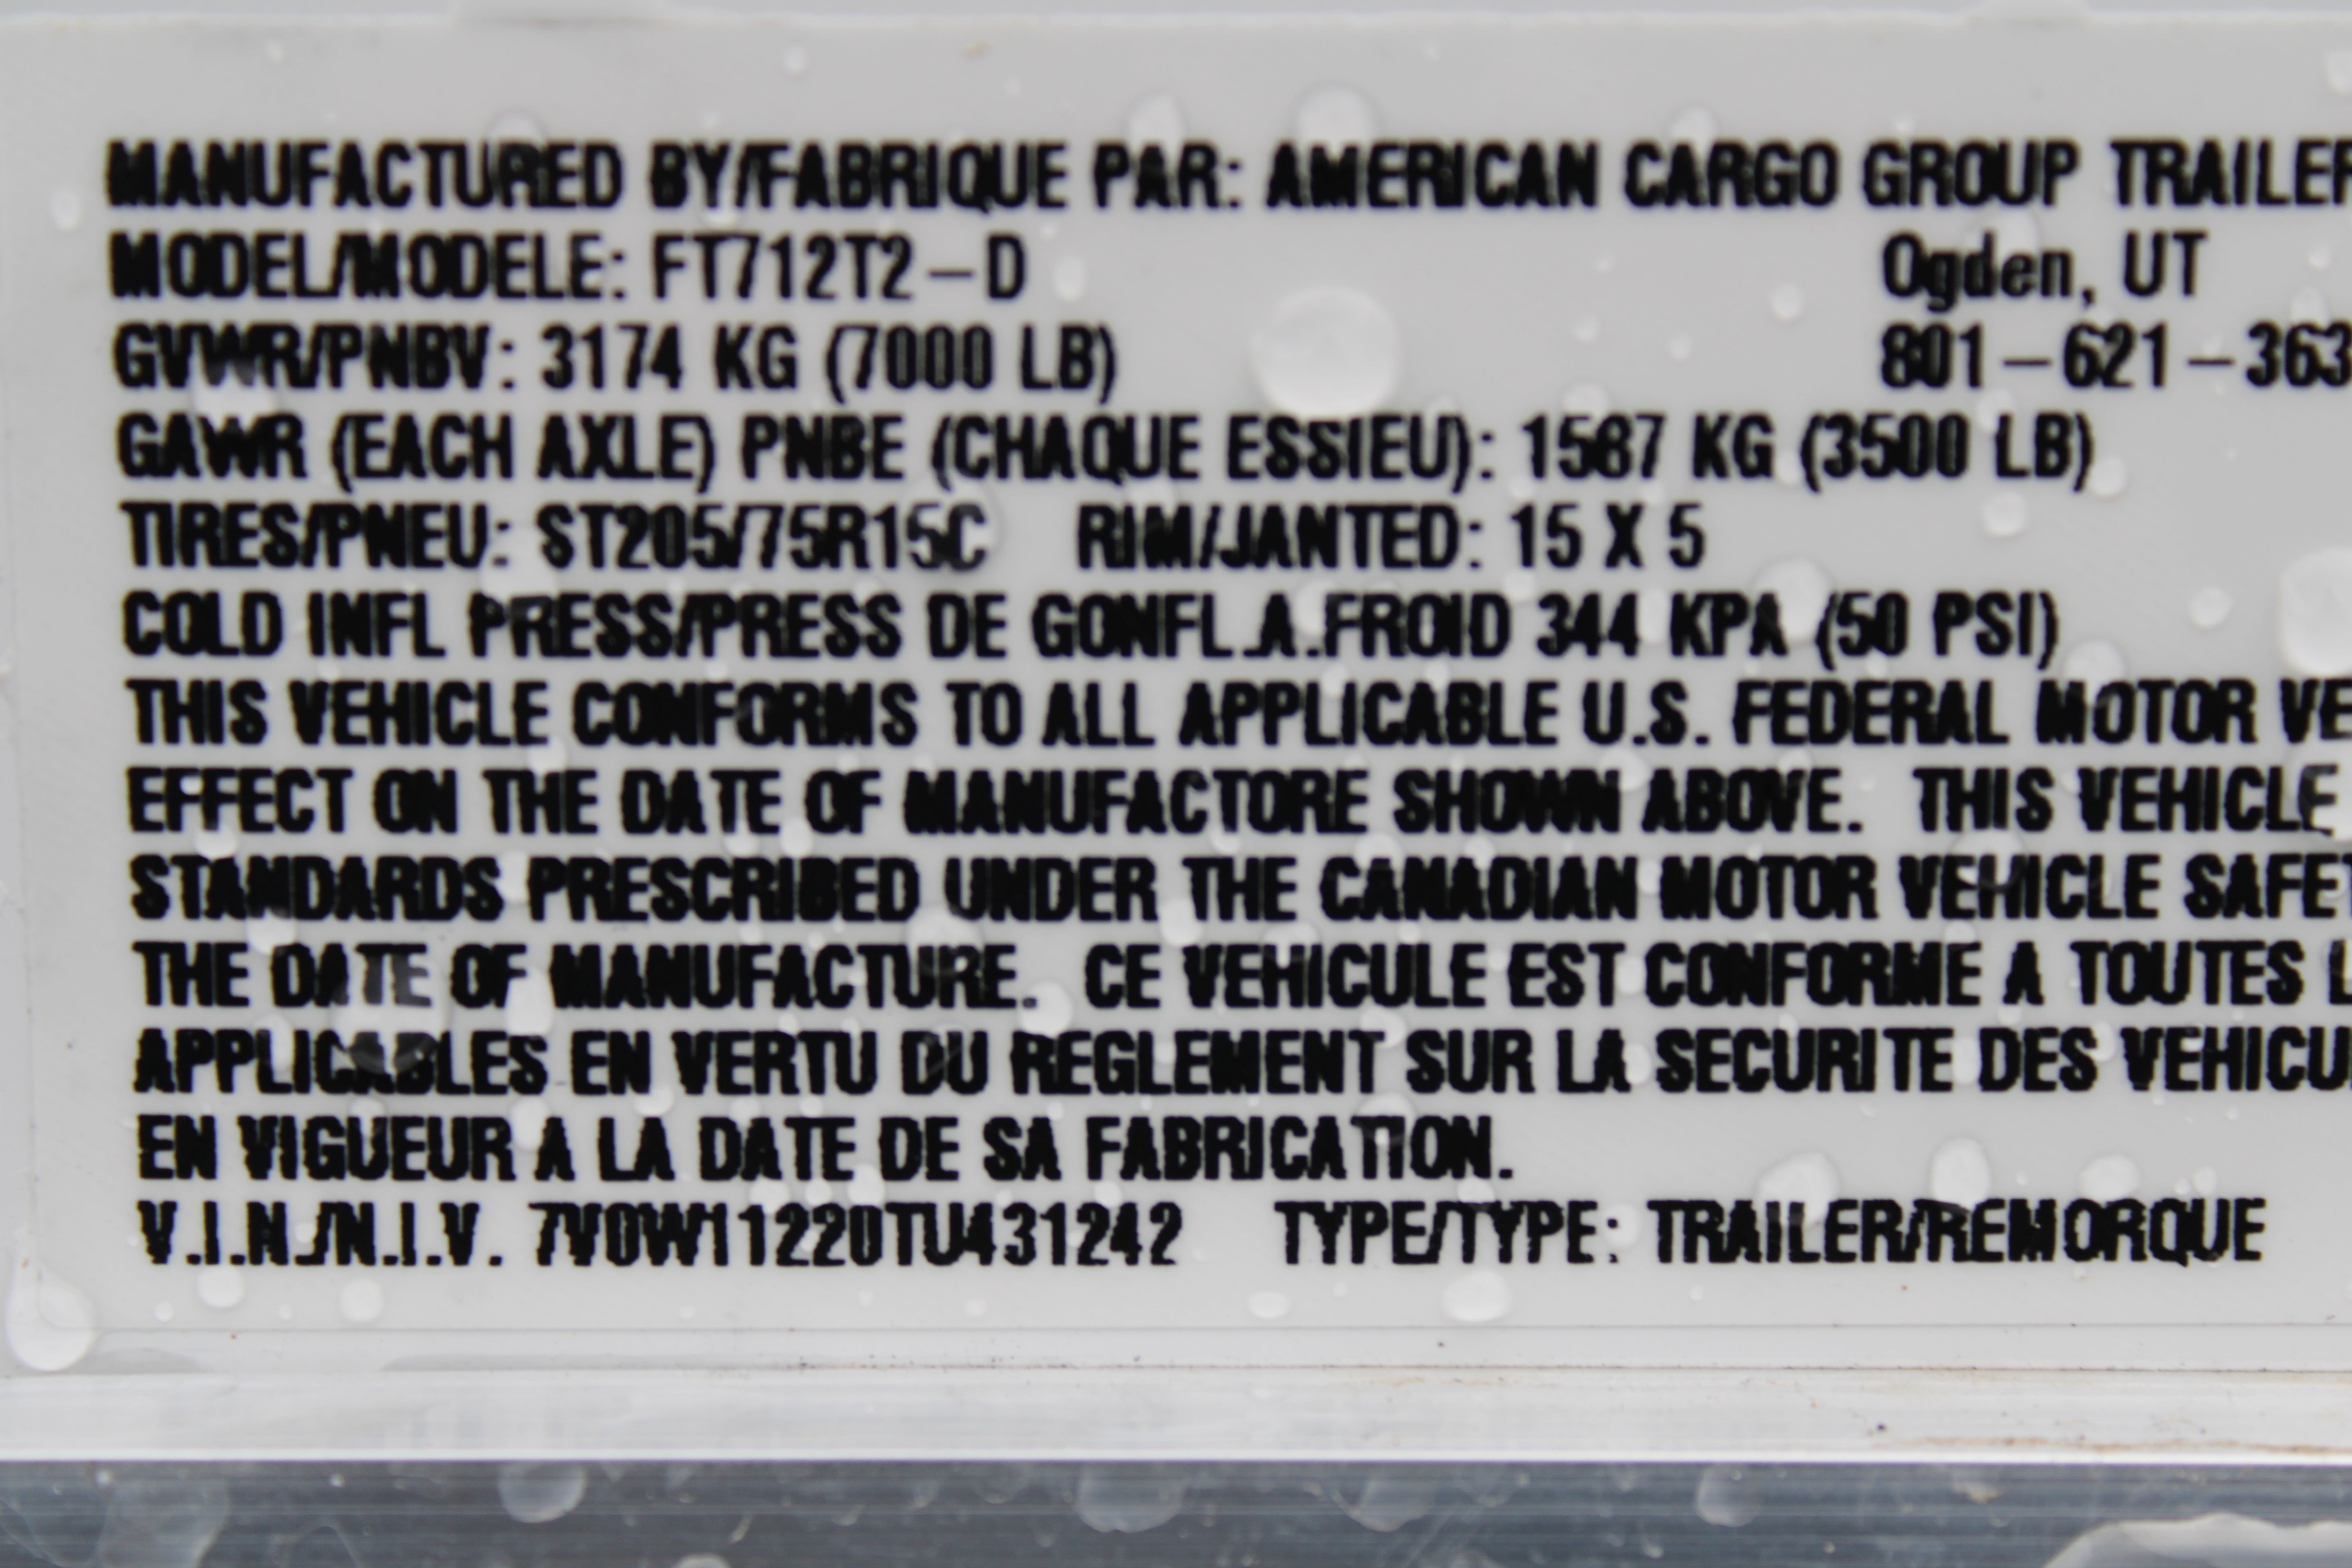 MANUFACTURED BY/FABRIQUE PAR: AMERICAN CARGO GROUP TRAILER
MODEL/MODELE: FT712T2-D Ogden, UT
GVWR/PNBV: 3174 KG (7000 LB) 801-621-363
GAWR (EACH AXLE) PNBE (CHAQUE ESSIEU): 1587 KG (3500 LB)
TIRES/PNEU: ST205/75R15C RIM/JANTED: 15 X 5
COLD INFL PRESS/PRESS DE GONFL.A.FROID 344 KPA (50 PSI)
THIS VEHICLE CONFORMS TO ALL APPLICABLE U.S. FEDERAL MOTOR VE
EFFECT ON THE DATE OF MANUFACTORE SHOWN ABOVE. THIS VEHICLE
STANDARDS PRESCRIBED UNDER THE CANADIAN MOTOR VEHICLE SAFET
THE DATE OF MANUFACTURE. CE VEHICULE EST CONFORME A TOUTES L
APPLICABLES EN VERTU DU REGLEMENT SUR LA SECURITE DES VEHICU
EN VIGUEUR A LA DATE DE SA FABRICATION.
V.I.N./N.I.V. 7V0W11220TU431242 TYPE/TYPE: TRAILER/REMORQUE